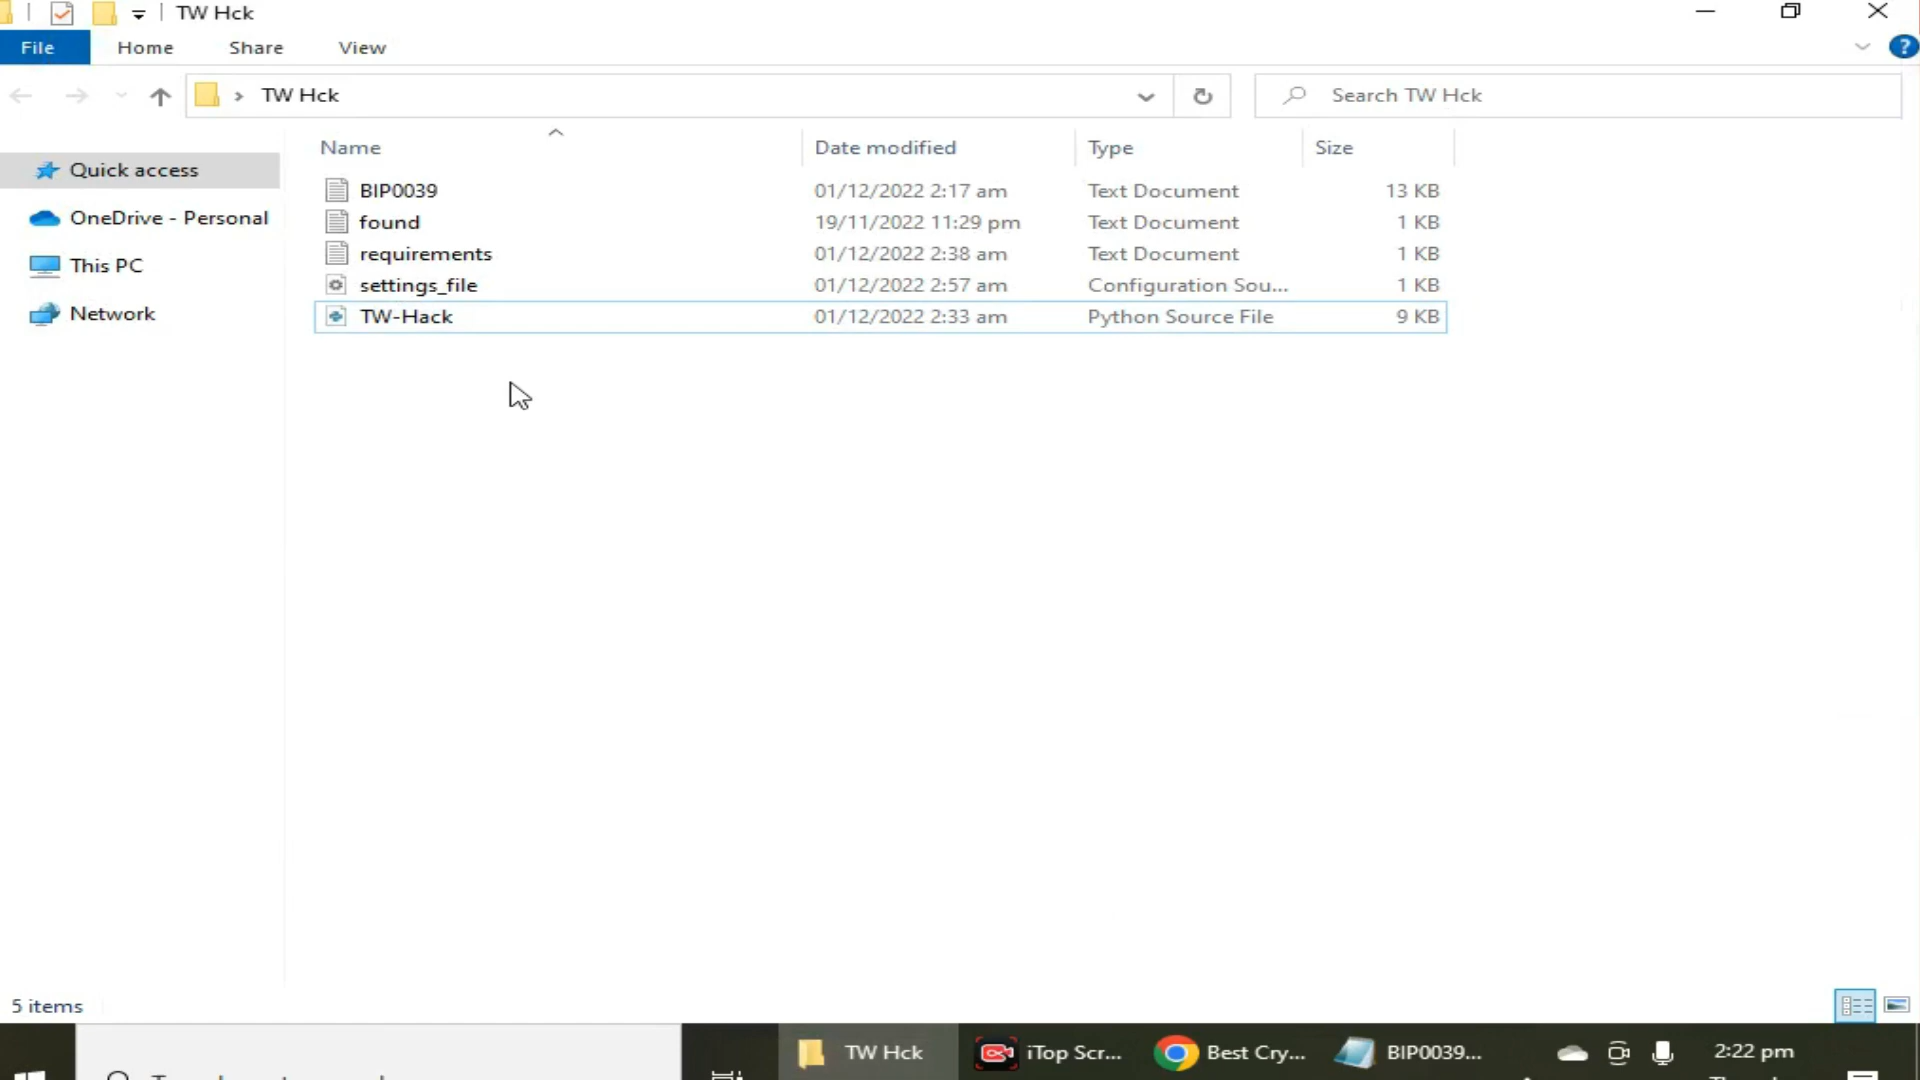 TW Hck
File Home Share View
TW Hck Search TW Hck
Name Date modified Type Size
Quick access
OneDrive - Personal
This PC
Network
BIP0039 01/12/2022 2:17 am Text Document 13 KB
found 19/11/2022 11:29 pm Text Document 1 KB
requirements 01/12/2022 2:38 am Text Document 1 KB
settings_file 01/12/2022 2:57 am Configuration Sou... 1 KB
TW-Hack 01/12/2022 2:33 am Python Source File 9 KB
5 items
TW Hck iTop Scr... Best Cry... BIP0039... 2:22 pm